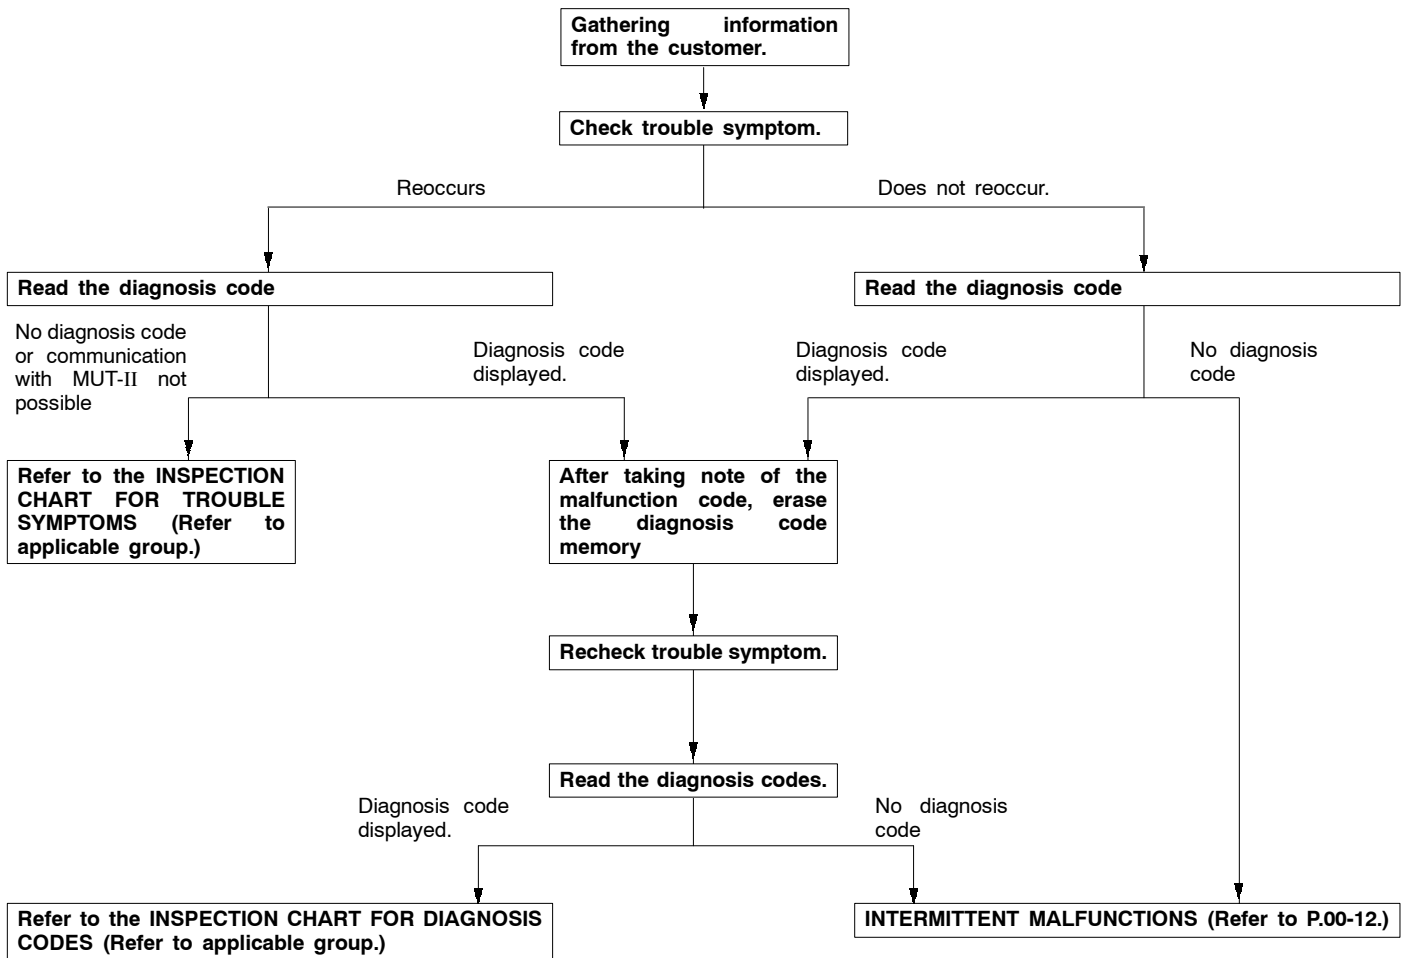 Gathering information
from the customer.
Check trouble symptom.
Reoccurs
Does not reoccur.
Read the diagnosis code
Read the diagnosis code
No diagnosis code
or communication
with MUT-II not
possible
Diagnosis code
displayed.
Diagnosis code
displayed.
No diagnosis
code
Refer to the INSPECTION
CHART FOR TROUBLE
SYMPTOMS (Refer to
applicable group.)
After taking note of the
malfunction code, erase
the diagnosis code
memory
Recheck trouble symptom.
Read the diagnosis codes.
Diagnosis code
displayed.
No diagnosis
code
Refer to the INSPECTION CHART FOR DIAGNOSIS
CODES (Refer to applicable group.)
INTERMITTENT MALFUNCTIONS (Refer to P.00-12.)